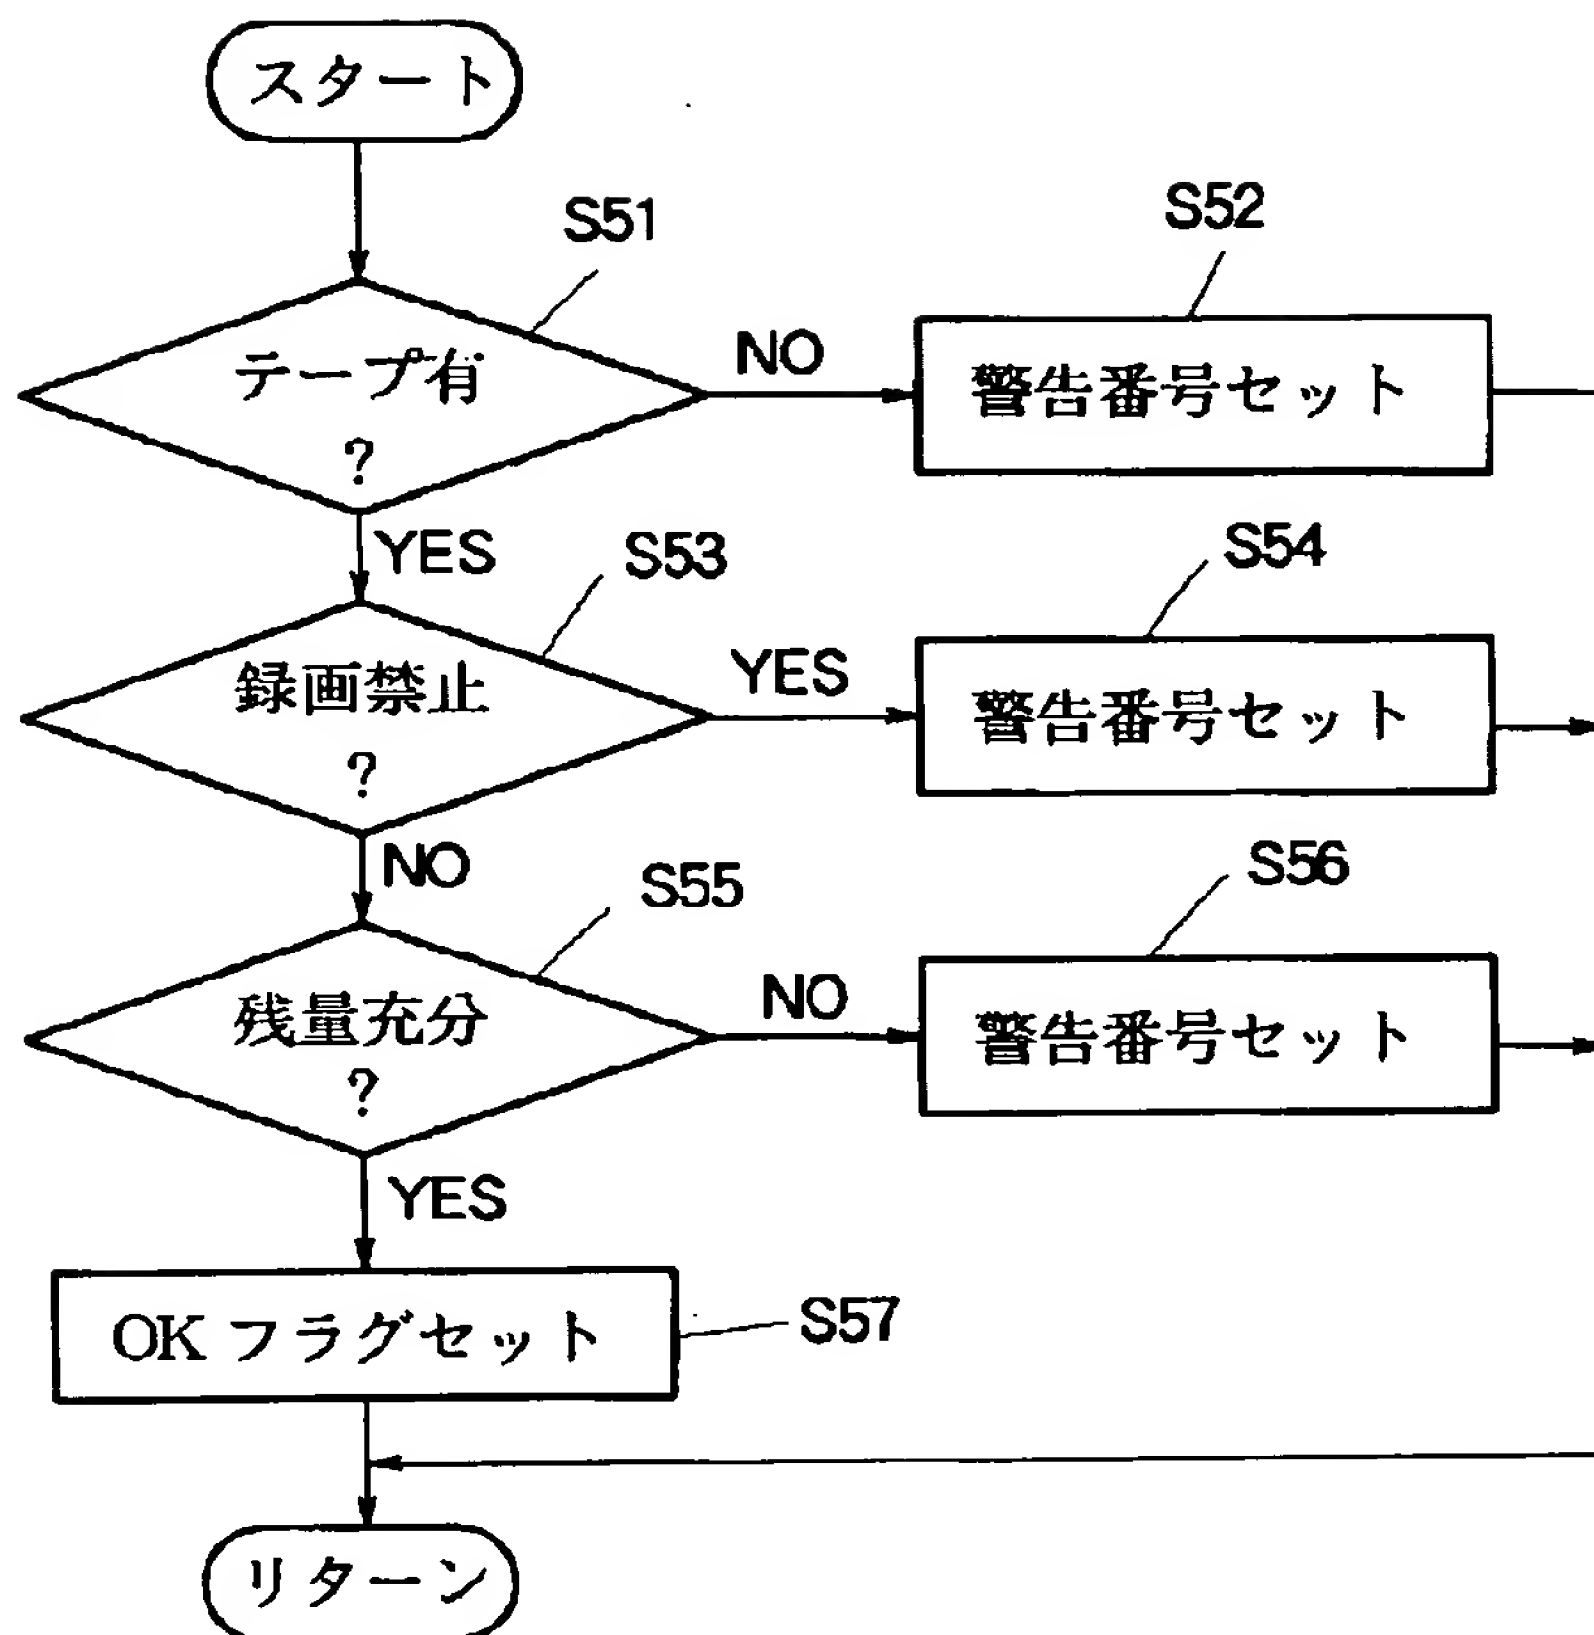 スタート
S51
S52
テープ有
?
NO
警告番号セット
YES
S53
S54
録画禁止
?
YES
警告番号セット
NO
S55
S56
残量充分
?
NO
警告番号セット
YES
OKフラグセット
S57
リターン